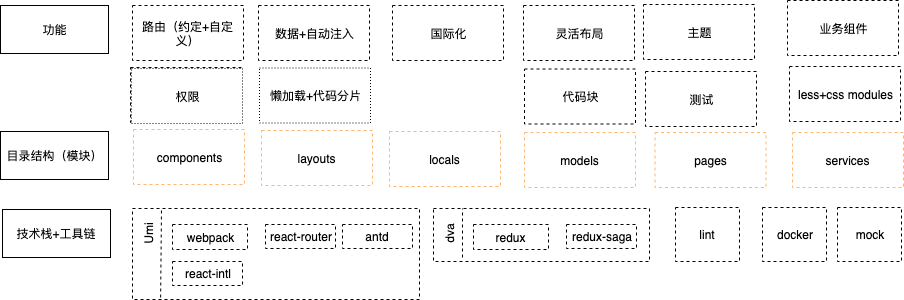 功能
路由（约定+自定
义）
数据+自动注入
国际化
灵活布局
主题
业务组件
权限
懒加载+代码分片
代码块
测试
less+css modules
目录结构（模块）
components
layouts
locals
models
pages
services
技术栈+工具链
Umi
webpack
react-router
antd
react-intl
dva
redux
redux-saga
lint
docker
mock